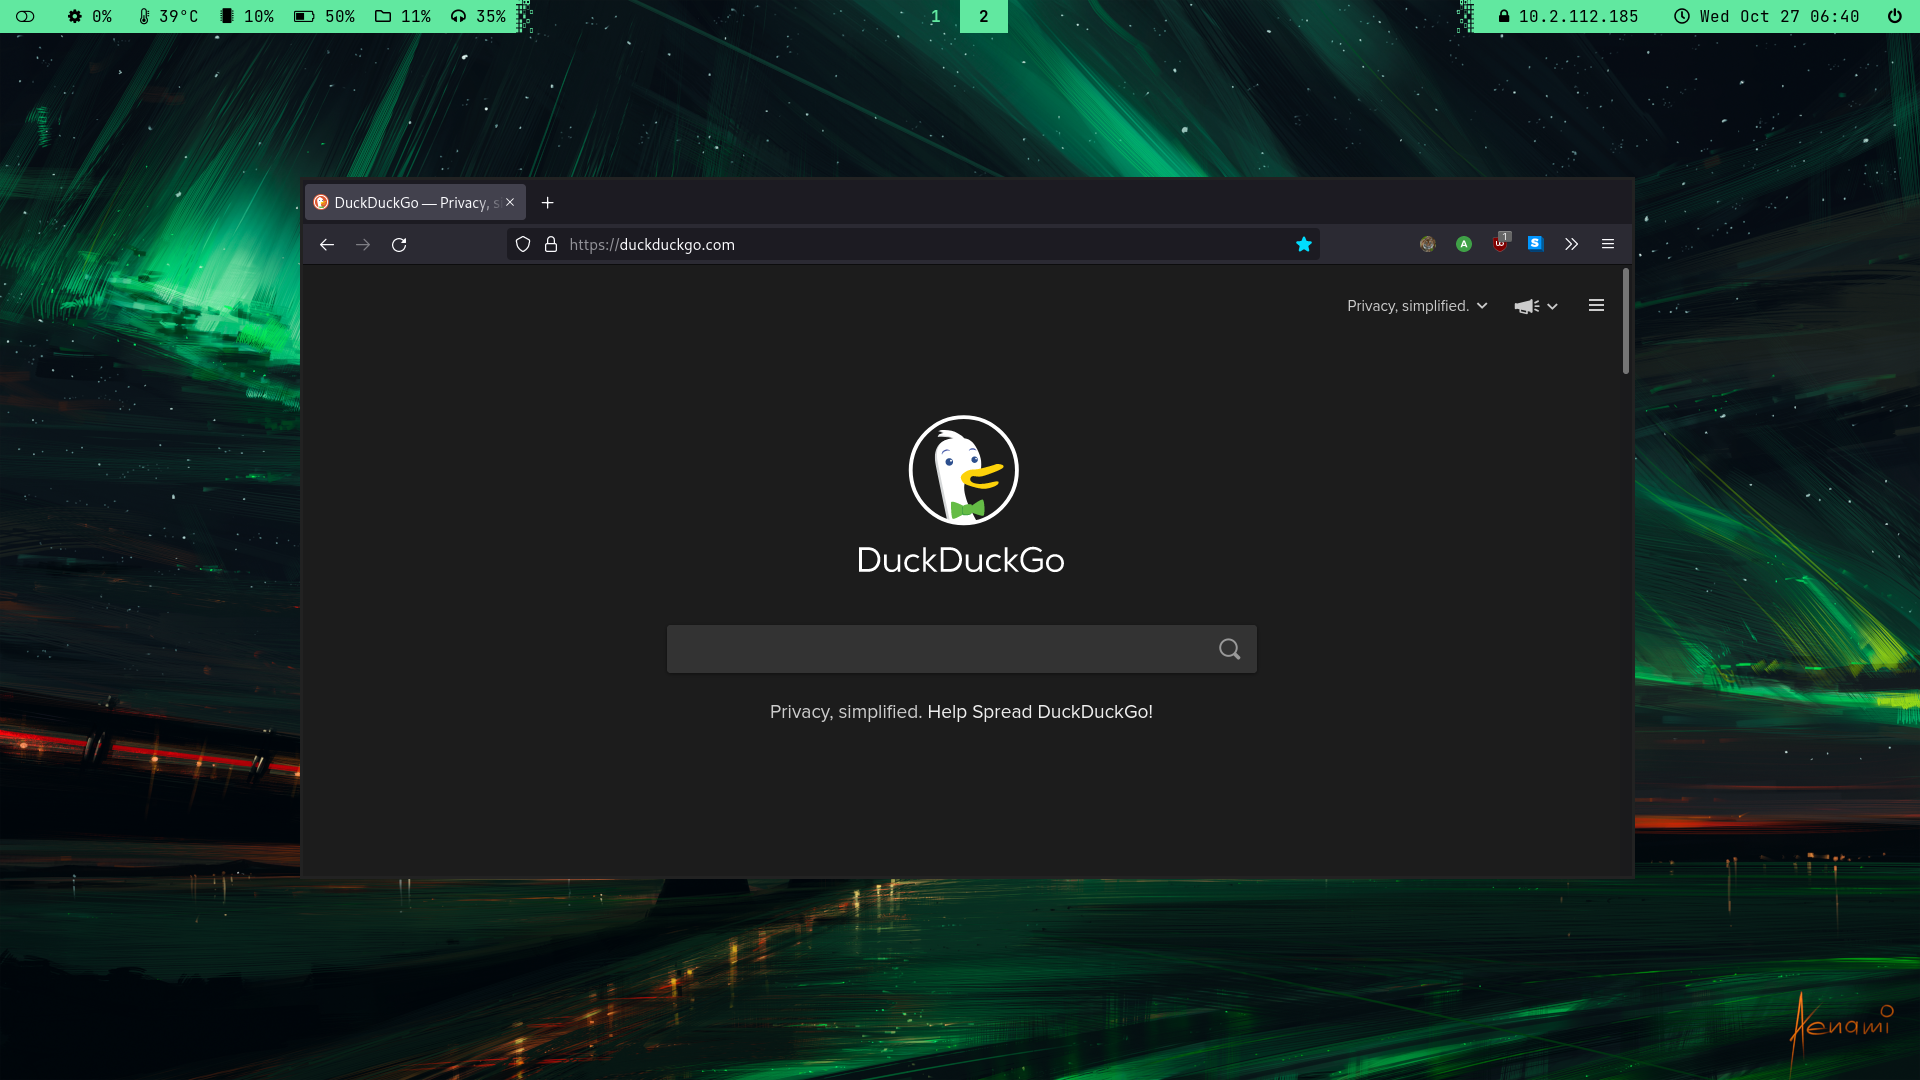 0% 39°C 10% 50% 11% 35% 1 2 10.2.112.185 Wed Oct 27 06:40
DuckDuckGo — Privacy, s
https://duckduckgo.com
A 1 S
Privacy, simplified.
DuckDuckGo
Privacy, simplified. Help Spread DuckDuckGo!
Aenami